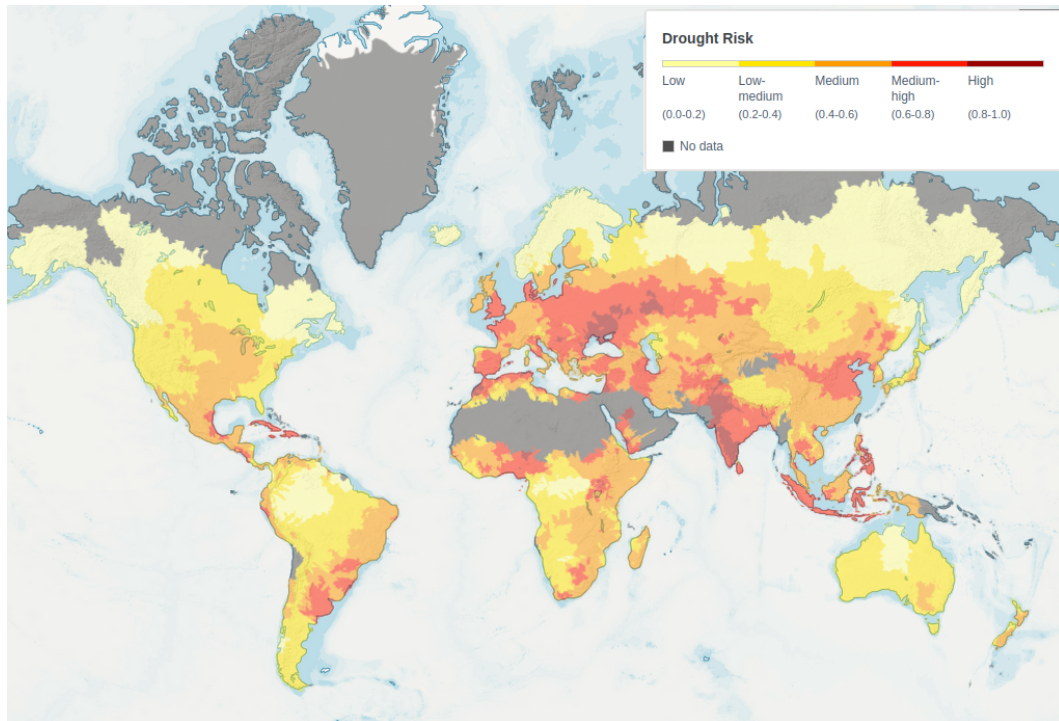 Drought Risk
Low Low- Medium Medium- High
medium high
(0.0-0.2) (0.2-0.4) (0.4-0.6) (0.6-0.8) (0.8-1.0)
No data